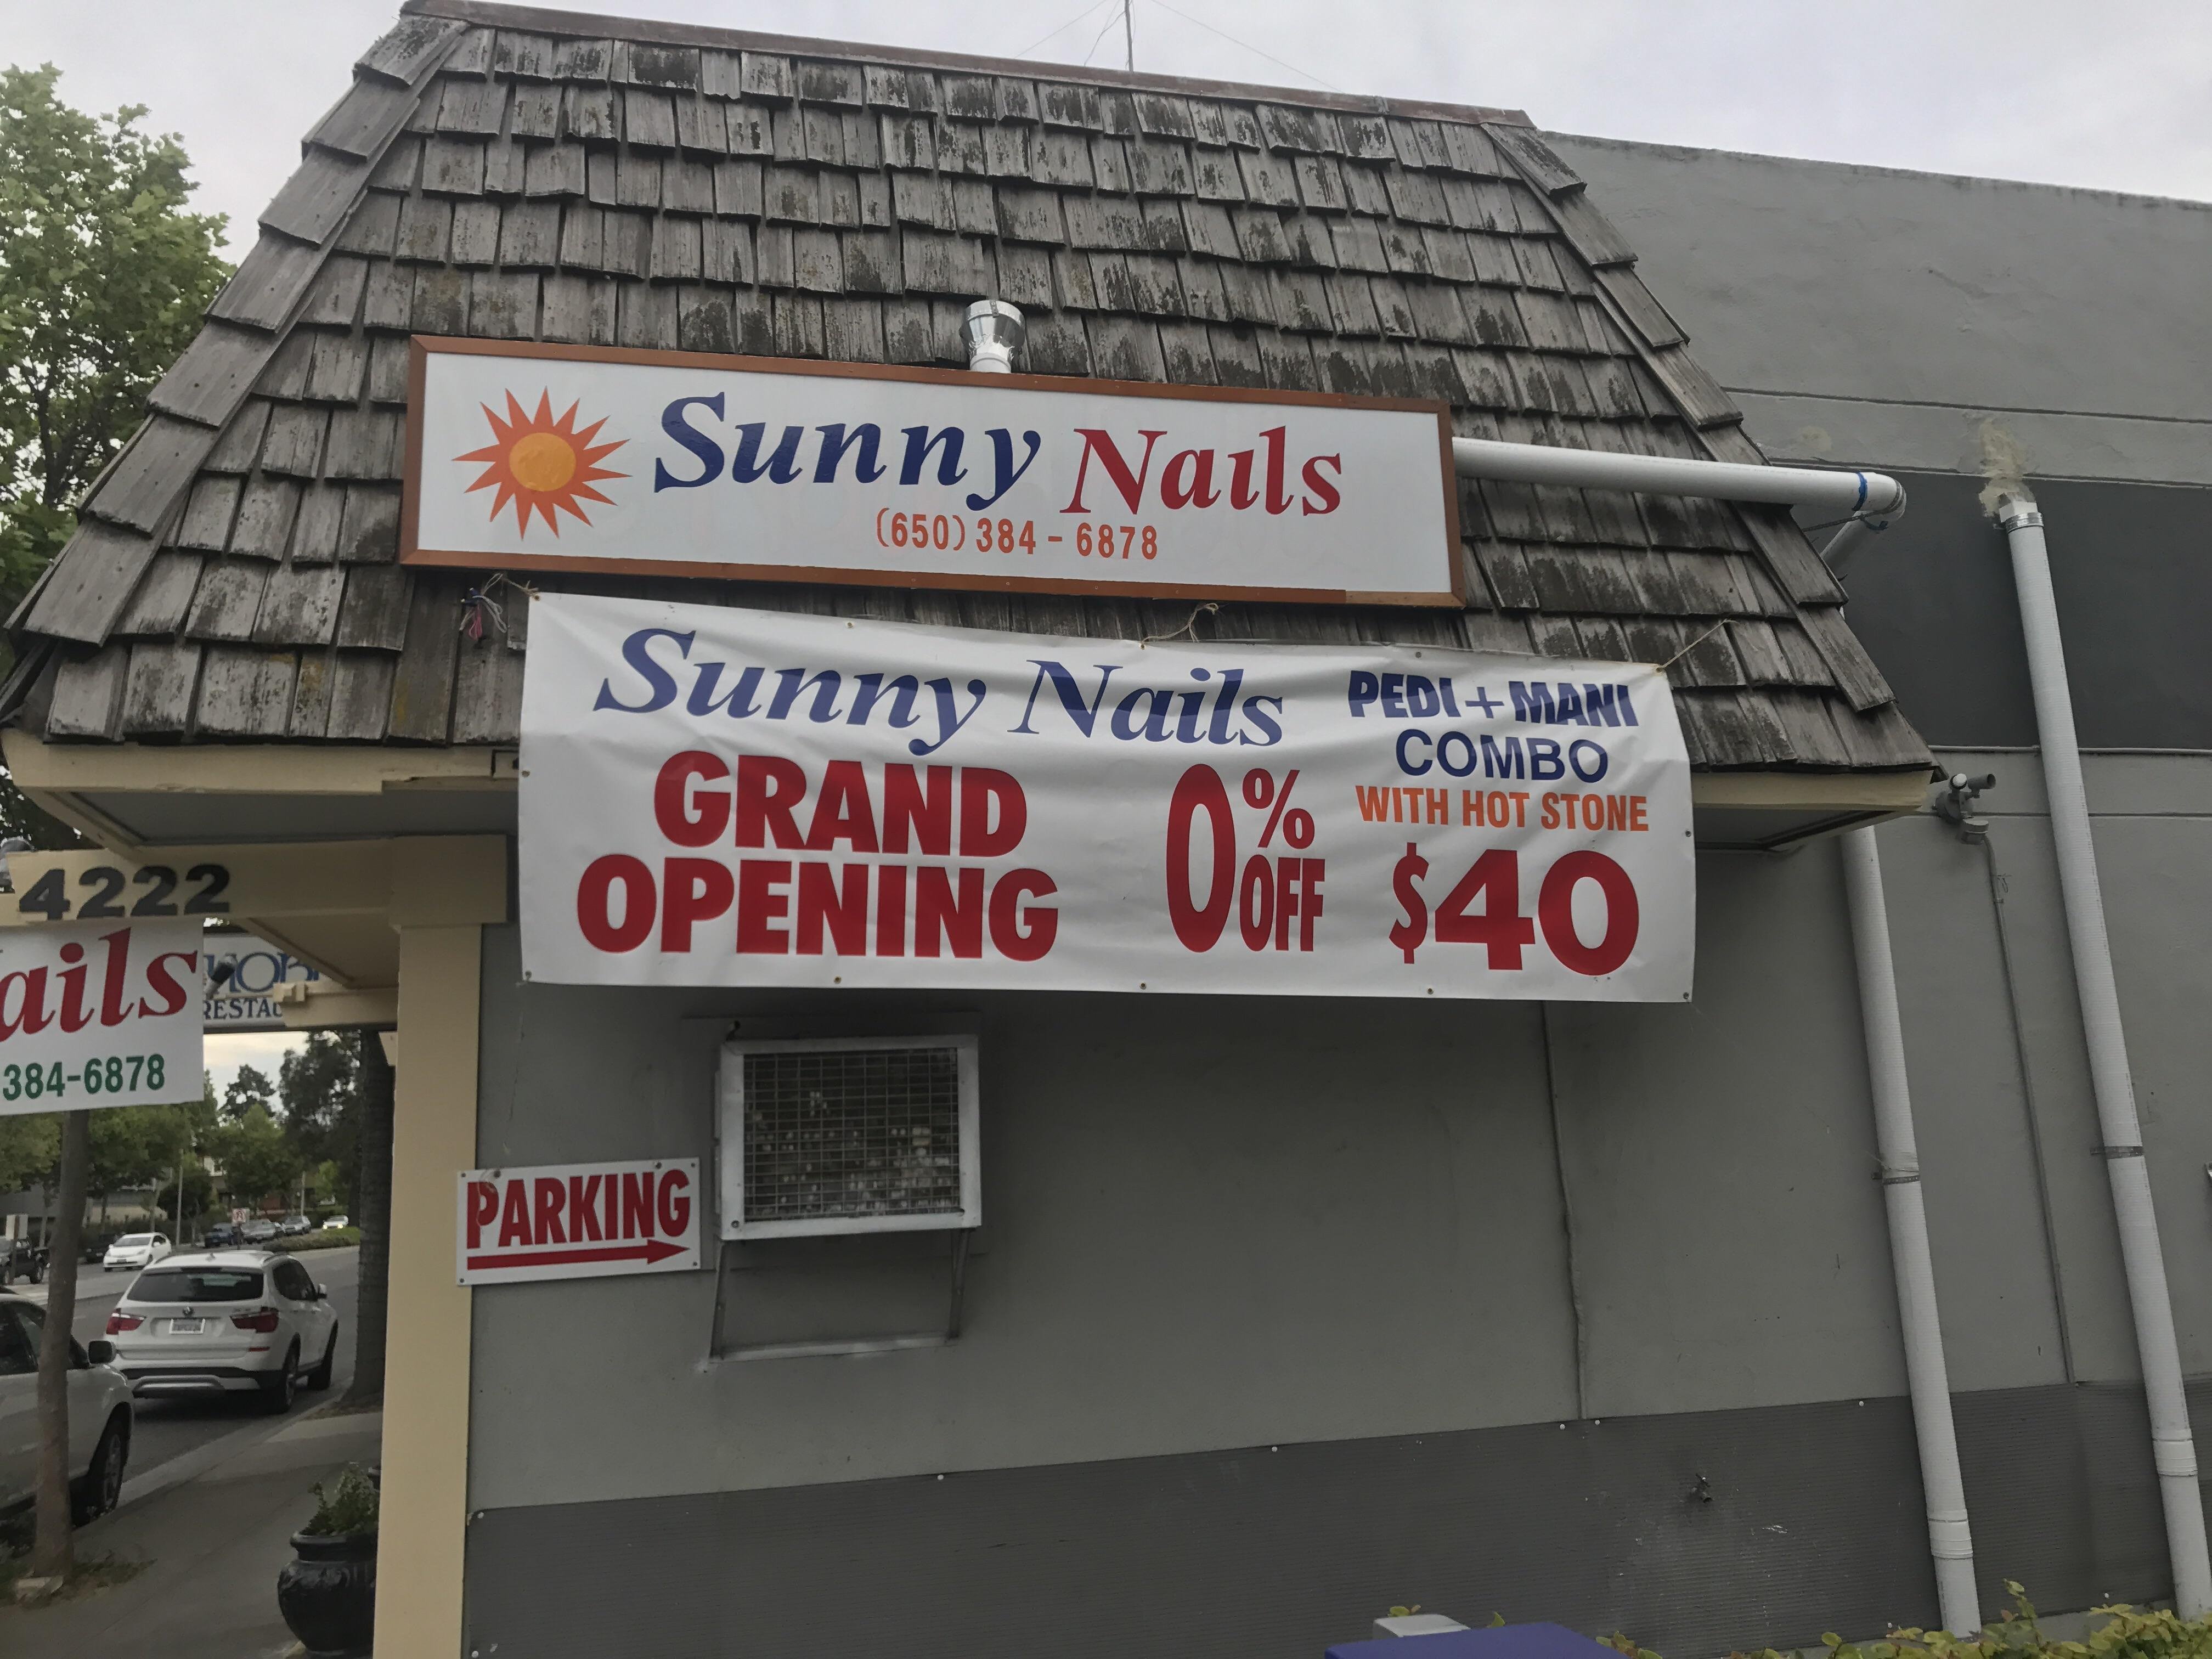 Sunny Nails
(650) 384-6878
Sunny Nails
GRAND
OPENING
0% OFF
PEDI+MANI
COMBO
WITH HOT STONE
$40
4222
ails
384-6878
PARKING